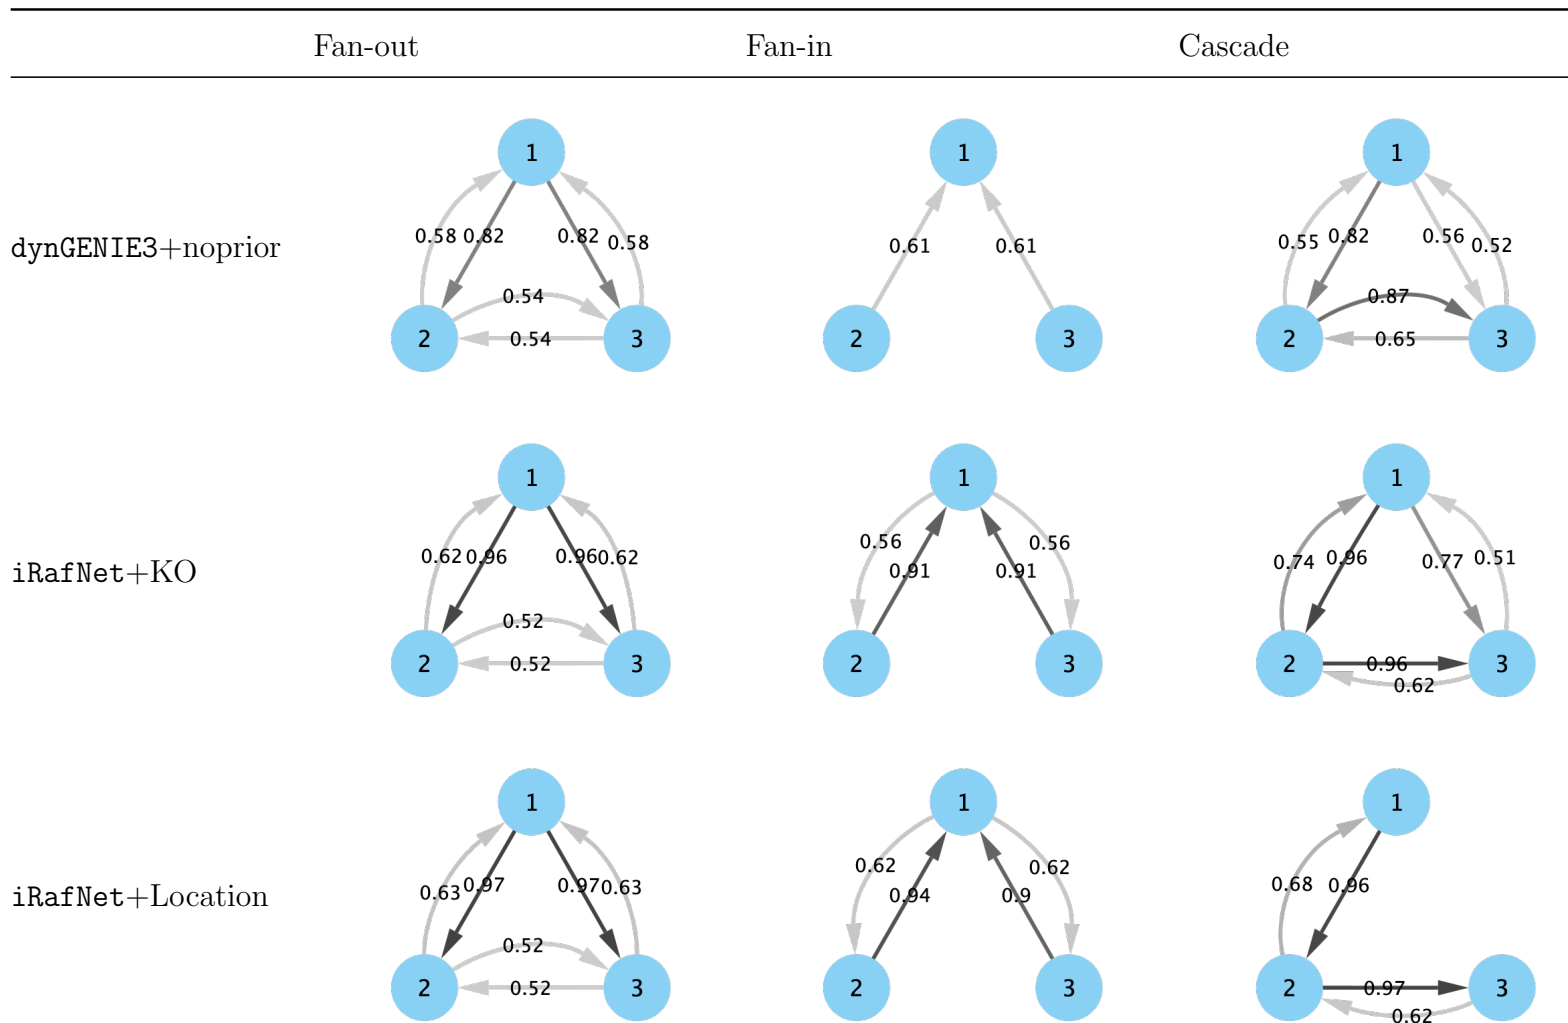 Fan-out Fan-in Cascade
1 1 1
0.58 0.82 0.82 0.58 0.61 0.61 0.55 0.82 0.56 0.52
dynGENIE3+noprior
0.54 0.87
2 0.54 3 2 3 2 0.65 3
1 1 1
0.62 0.96 0.96 0.62 0.56 0.56 0.74 0.96 0.77 0.51
iRafNet+KO 0.91 0.91
0.52
2 0.52 3 2 3 2 0.96 3
0.62
1 1 1
0.62 0.62
0.63 0.97 0.97 0.63 0.68 0.96
iRafNet+Location 0.94 0.9
0.52
2 0.52 3 2 3 2 0.97 3
0.62